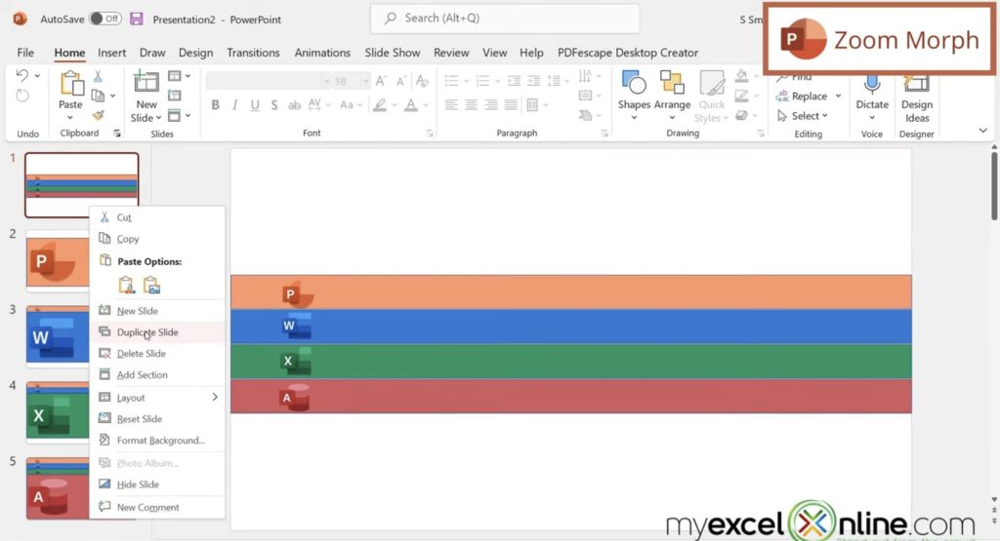 AutoSave Off Presentation2 - PowerPoint Search (Alt+Q) S Sm
P Zoom Morph
File Home Insert Draw Design Transitions Animations Slide Show Review View Help PDFescape Desktop Creator
18 A A Aa A
Find
Replace
Select
Paste New Slide Shapes Arrange Quick Styles Dictate Design Ideas
B I U S ab AV Aa A
Undo Clipboard Slides Font Paragraph Drawing Editing Voice Designer
1
2
P
3
W
4
X
5
A
Cut
Copy
Paste Options:
a
New Slide
Duplicate Slide
Delete Slide
Add Section
Layout
Reset Slide
Format Background...
Photo Album...
Hide Slide
New Comment
P
W
X
A
myexcelonline.com